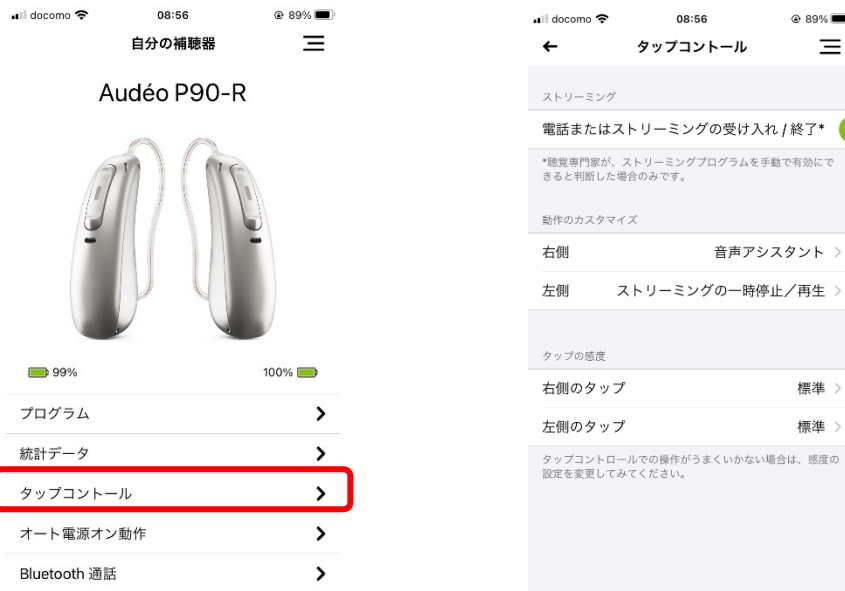 docomo 08:56 89%
自分の補聴器
Audéo P90-R
99% 100%
プログラム
統計データ
タップコントール
オート電源オン動作
Bluetooth 通話
docomo 08:56 89%
タップコントール
ストリーミング
電話またはストリーミングの受け入れ / 終了*
*聴覚専門家が、ストリーミングプログラムを手動で有効にで
きると判断した場合のみです。
動作のカスタマイズ
右側 音声アシスタント
左側 ストリーミングの一時停止／再生
タップの感度
右側のタップ 標準
左側のタップ 標準
タップコントロールでの操作がうまくいかない場合は、感度の
設定を変更してみてください。